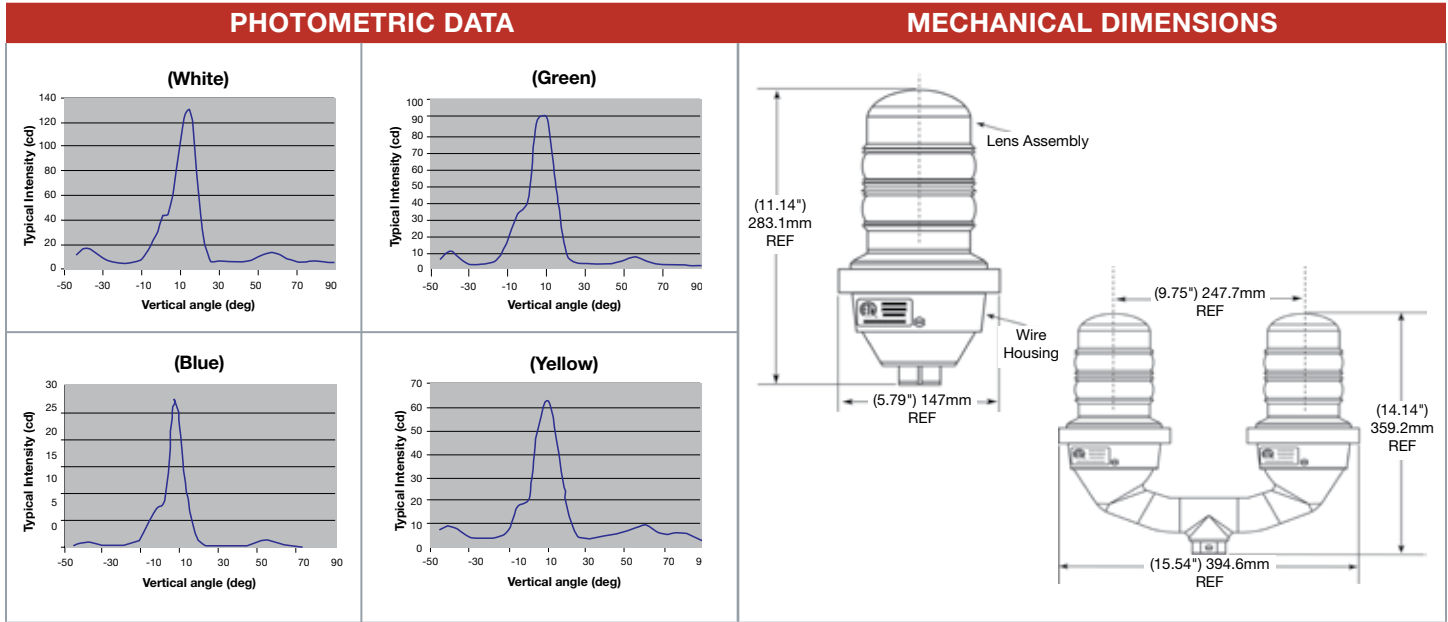 PHOTOMETRIC DATA
MECHANICAL DIMENSIONS
(White)
Typical Intensity (cd)
140
120
100
80
60
40
20
0
-50 -30 -10 10 30 50 70 90
Vertical angle (deg)
(Green)
Typical Intensity (cd)
100
90
80
70
60
50
40
30
20
10
0
-50 -30 -10 10 30 50 70 90
Vertical angle (deg)
(Blue)
Typical Intensity (cd)
30
25
20
15
10
5
0
-50 -30 -10 10 30 50 70 90
Vertical angle (deg)
(Yellow)
Typical Intensity (cd)
70
60
50
40
30
20
10
0
-50 -30 -10 10 30 50 70 9
Vertical angle (deg)
Lens Assembly
(11.14")
283.1mm
REF
Wire
Housing
(5.79") 147mm
REF
(9.75") 247.7mm
REF
(14.14")
359.2mm
REF
(15.54") 394.6mm
REF